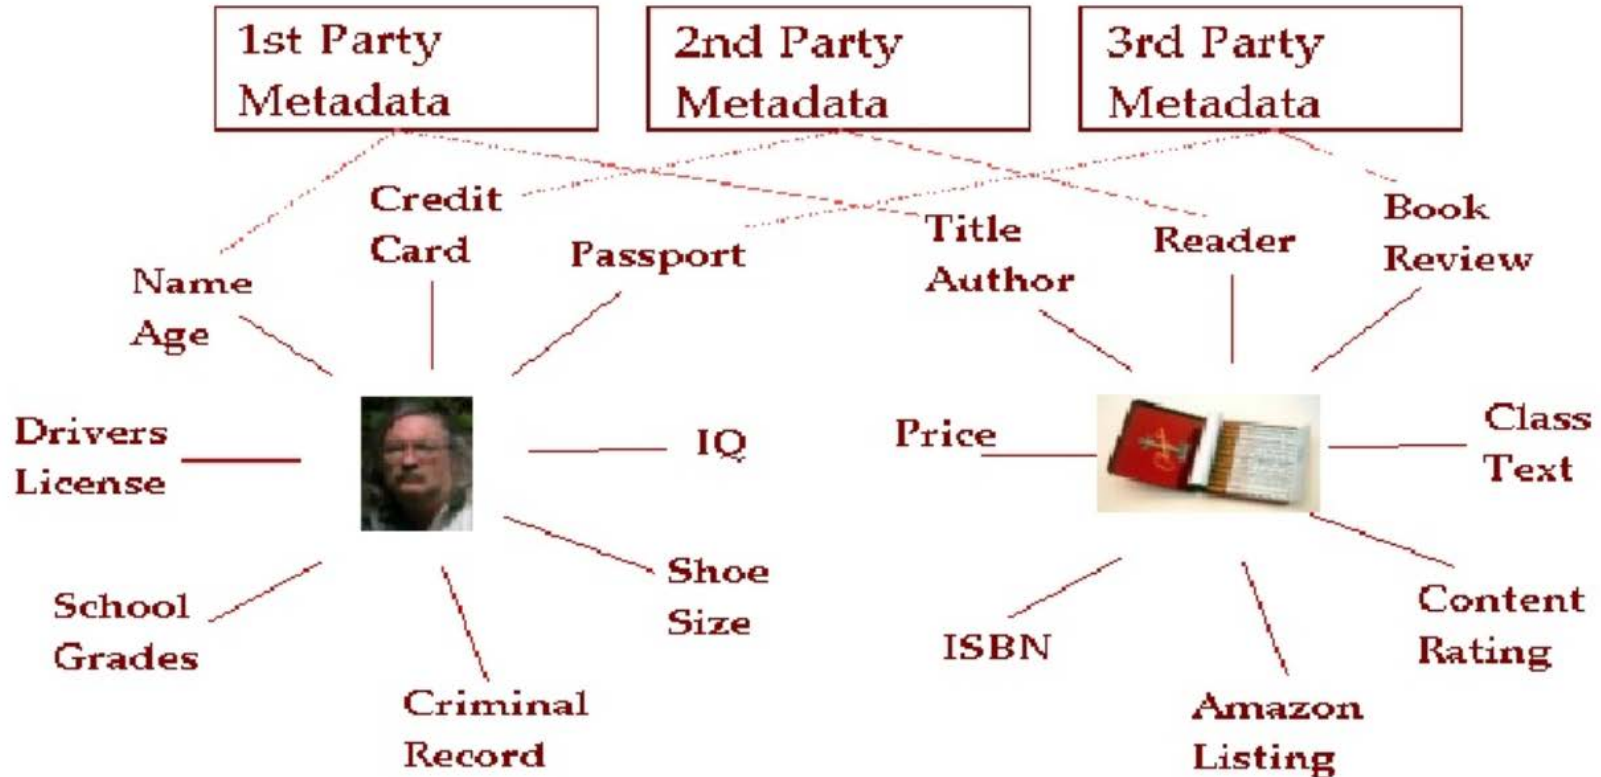 1st Party
Metadata
2nd Party
Metadata
3rd Party
Metadata
Name
Age
Credit
Card
Passport
Title
Author
Reader
Book
Review
Drivers
License
IQ
Price
Class
Text
School
Grades
Shoe
Size
Criminal
Record
ISBN
Content
Rating
Amazon
Listing